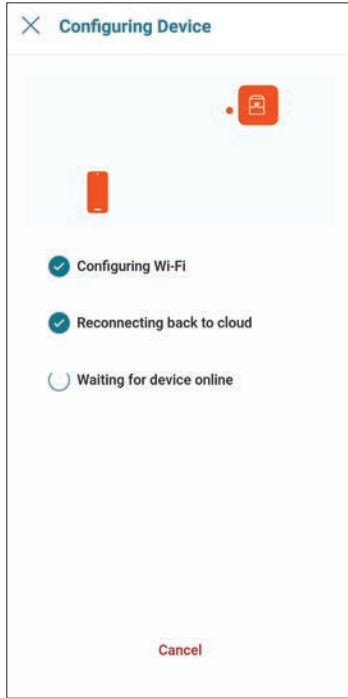 Configuring Device
Configuring Wi-Fi
Reconnecting back to cloud
Waiting for device online
Cancel